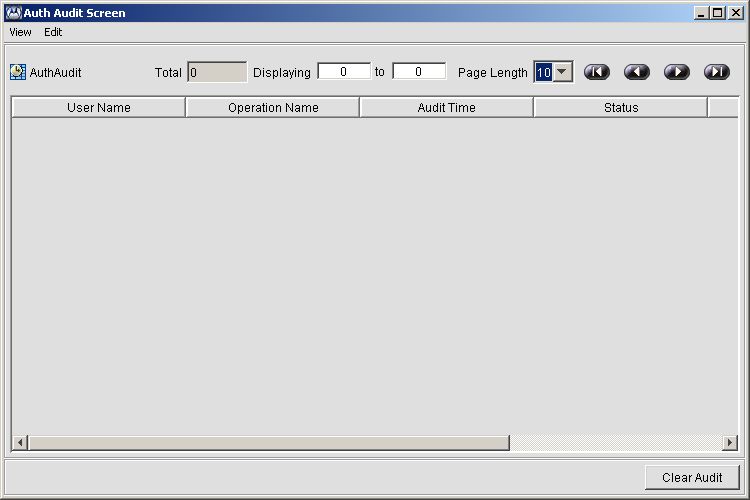 Auth Audit Screen
View Edit
AuthAudit Total 0 Displaying 0 to 0 Page Length 10
User Name Operation Name Audit Time Status
Clear Audit